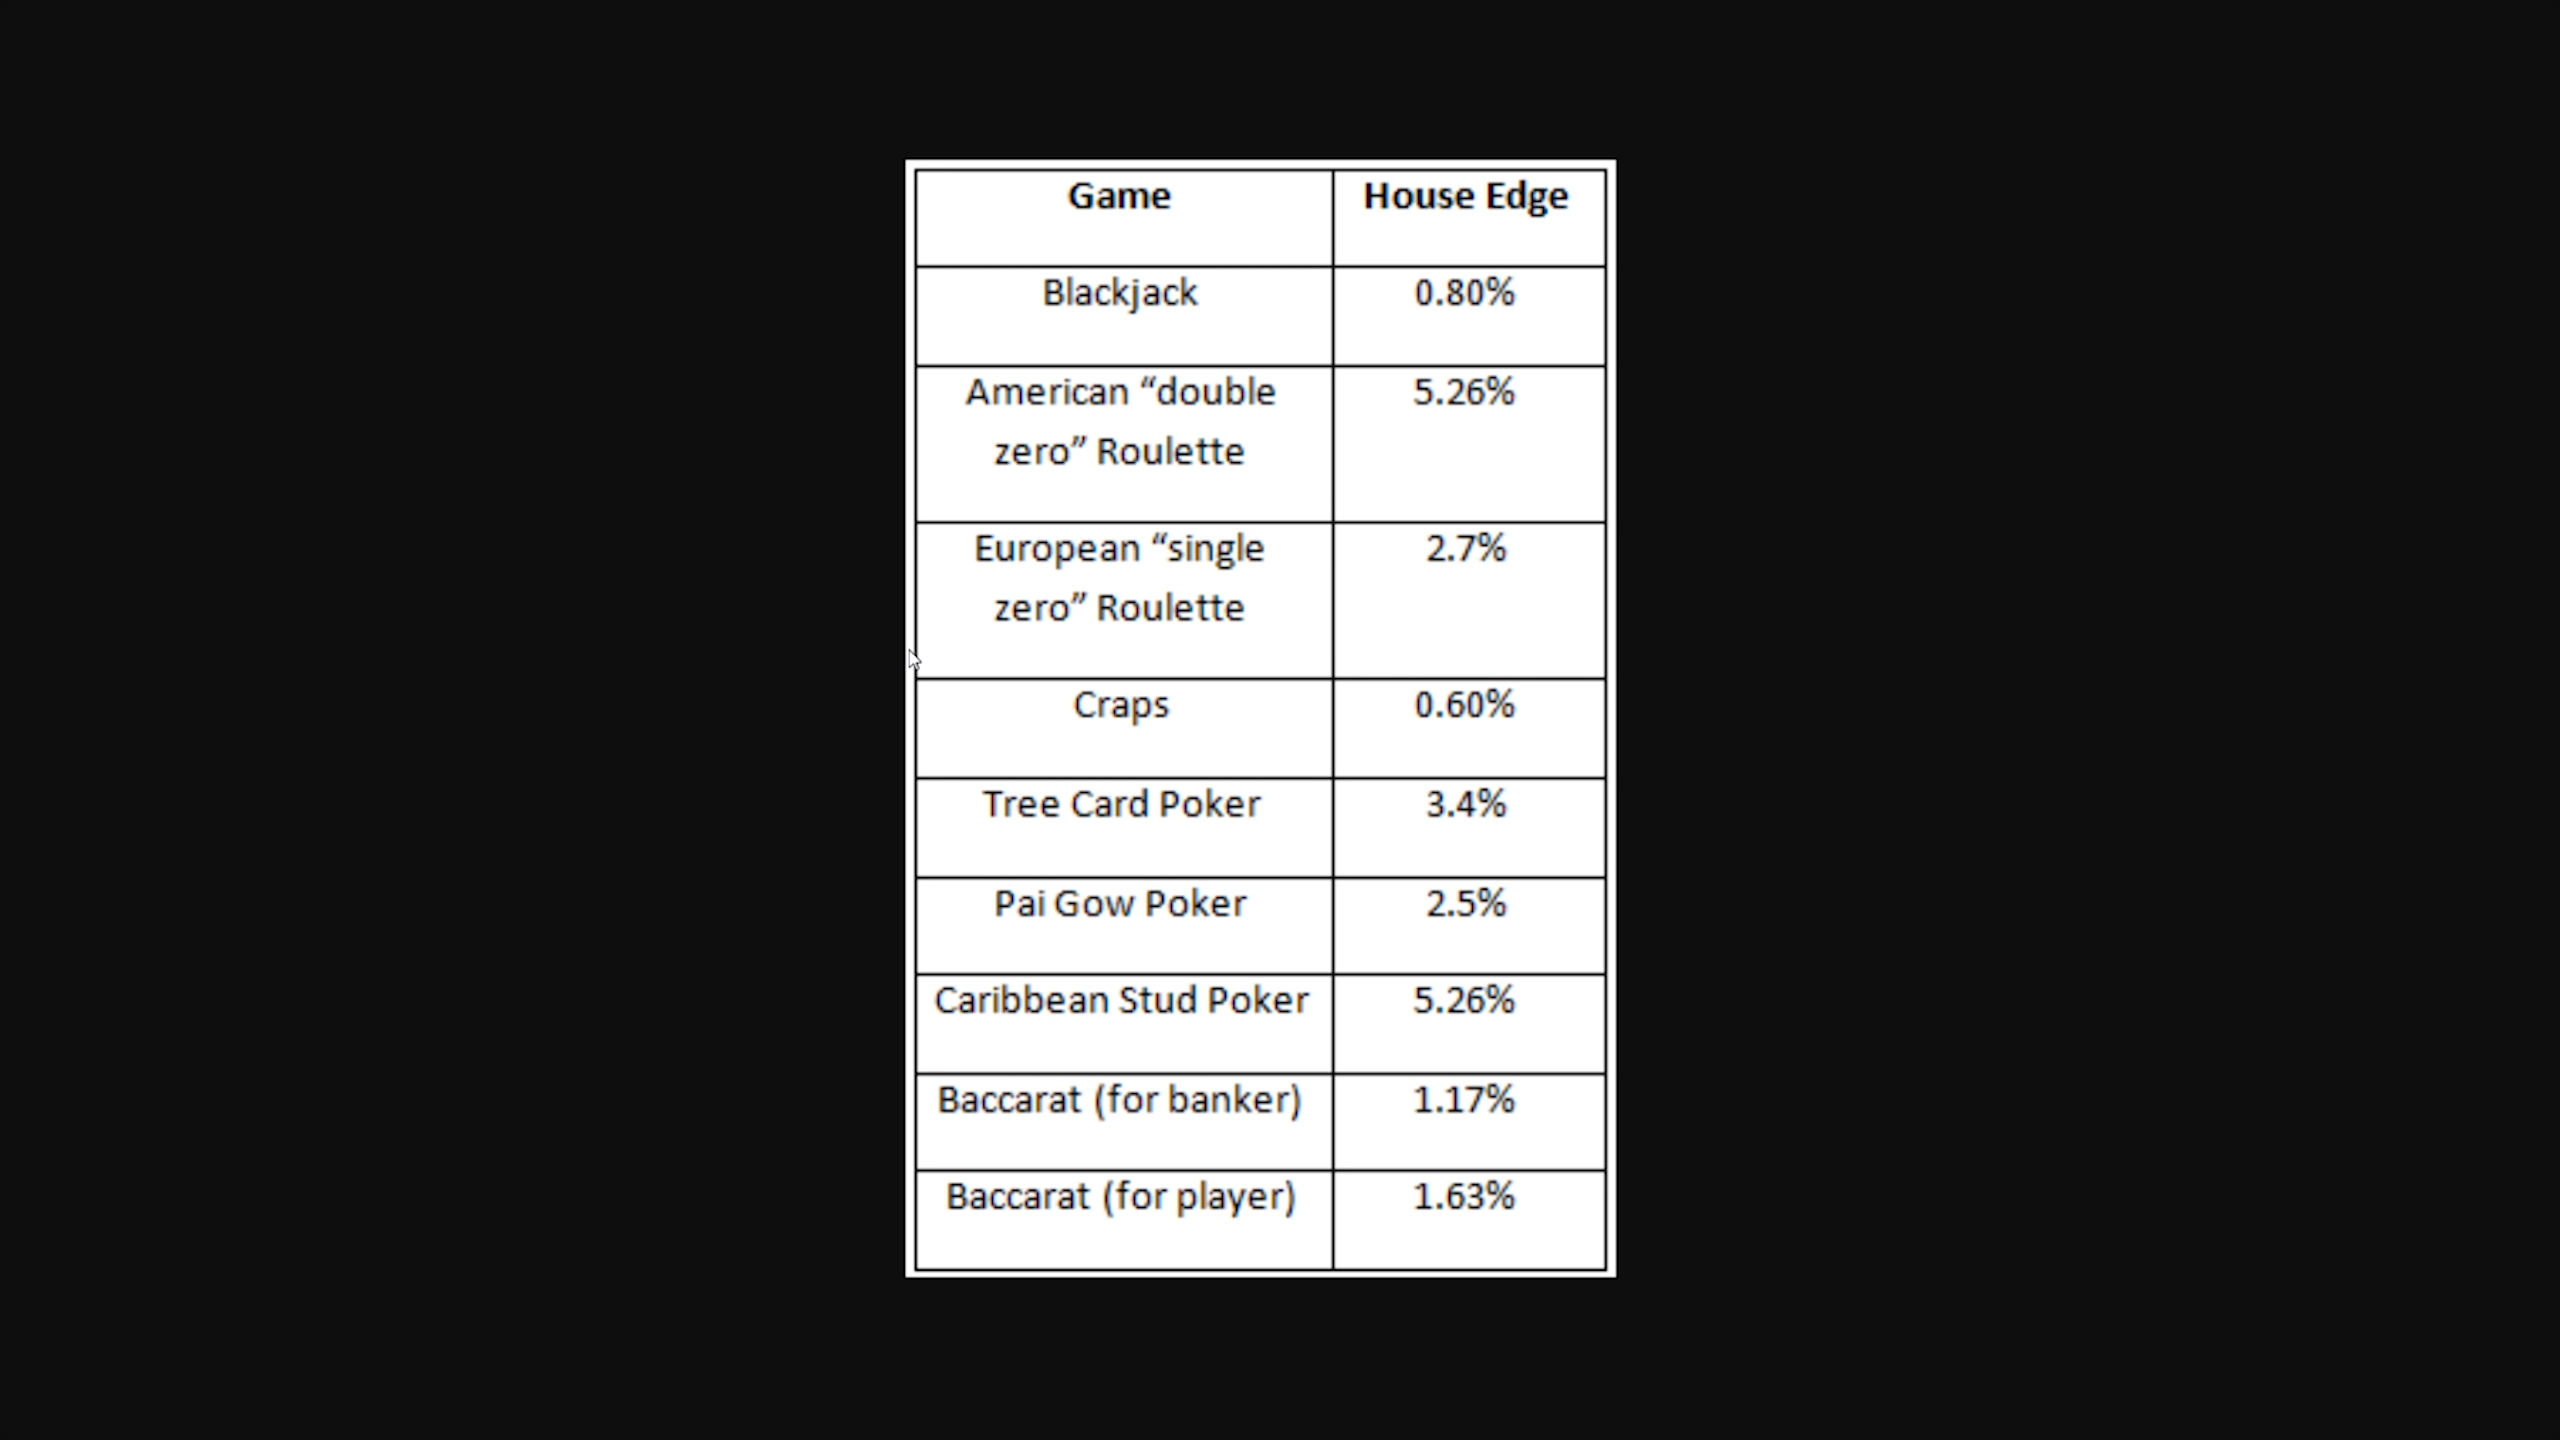 Game House Edge
Blackjack 0.80%
American “double 5.26%
zero” Roulette
European “single 2.7%
zero” Roulette
Craps 0.60%
Tree Card Poker 3.4%
Pai Gow Poker 2.5%
Caribbean Stud Poker 5.26%
Baccarat (for banker) 1.17%
Baccarat (for player) 1.63%